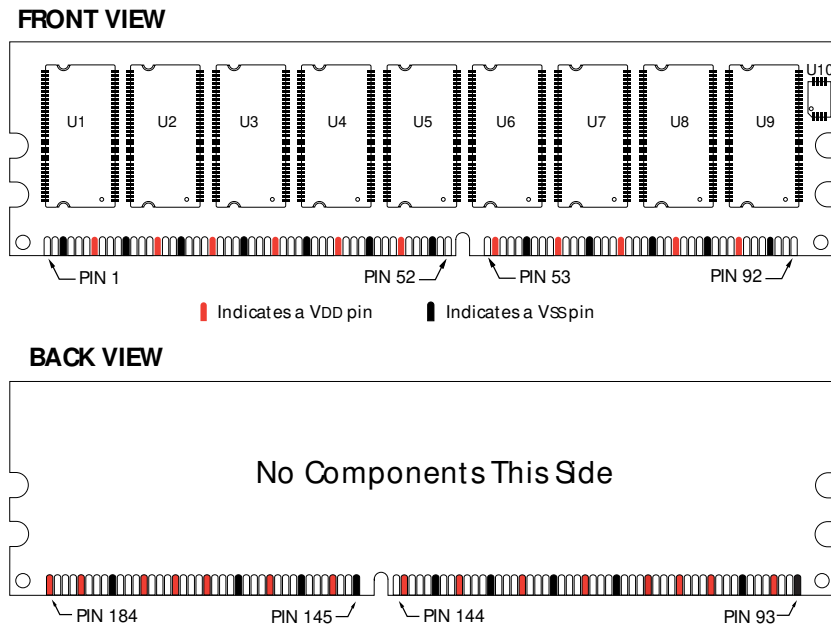 FRONT VIEW
U1 U2 U3 U4 U5 U6 U7 U8 U9 U10
PIN 1 PIN 52 PIN 53 PIN 92
Indicates a VDD pin Indicates a VSS pin
BACK VIEW
No Components This Side
PIN 184 PIN 145 PIN 144 PIN 93